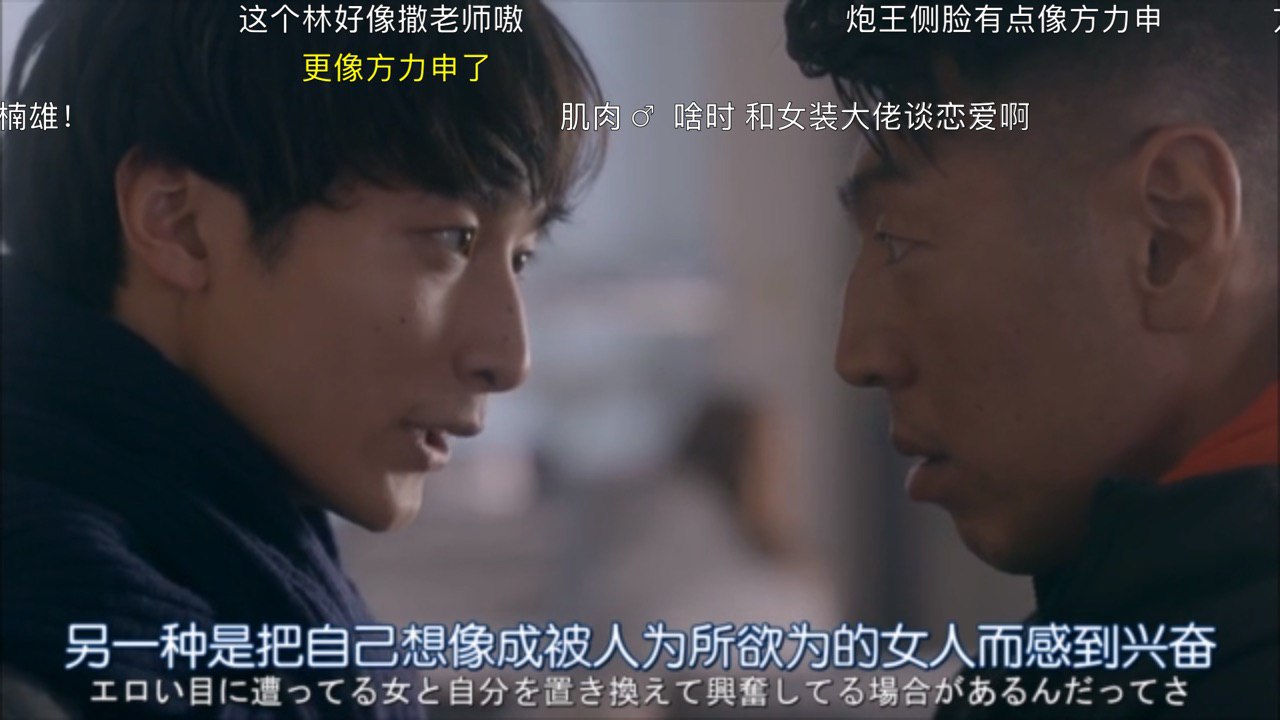 这个林好像撒老师嗷
炮王侧脸有点像方力申
更像方力申了
楠雄！
肌肉♂ 啥时 和女装大佬谈恋爱啊
另一种是把自己想像成被人为所欲为的女人而感到兴奋
エロい目に遭ってる女と自分を置き換えて興奮してる場合があるんだってさ